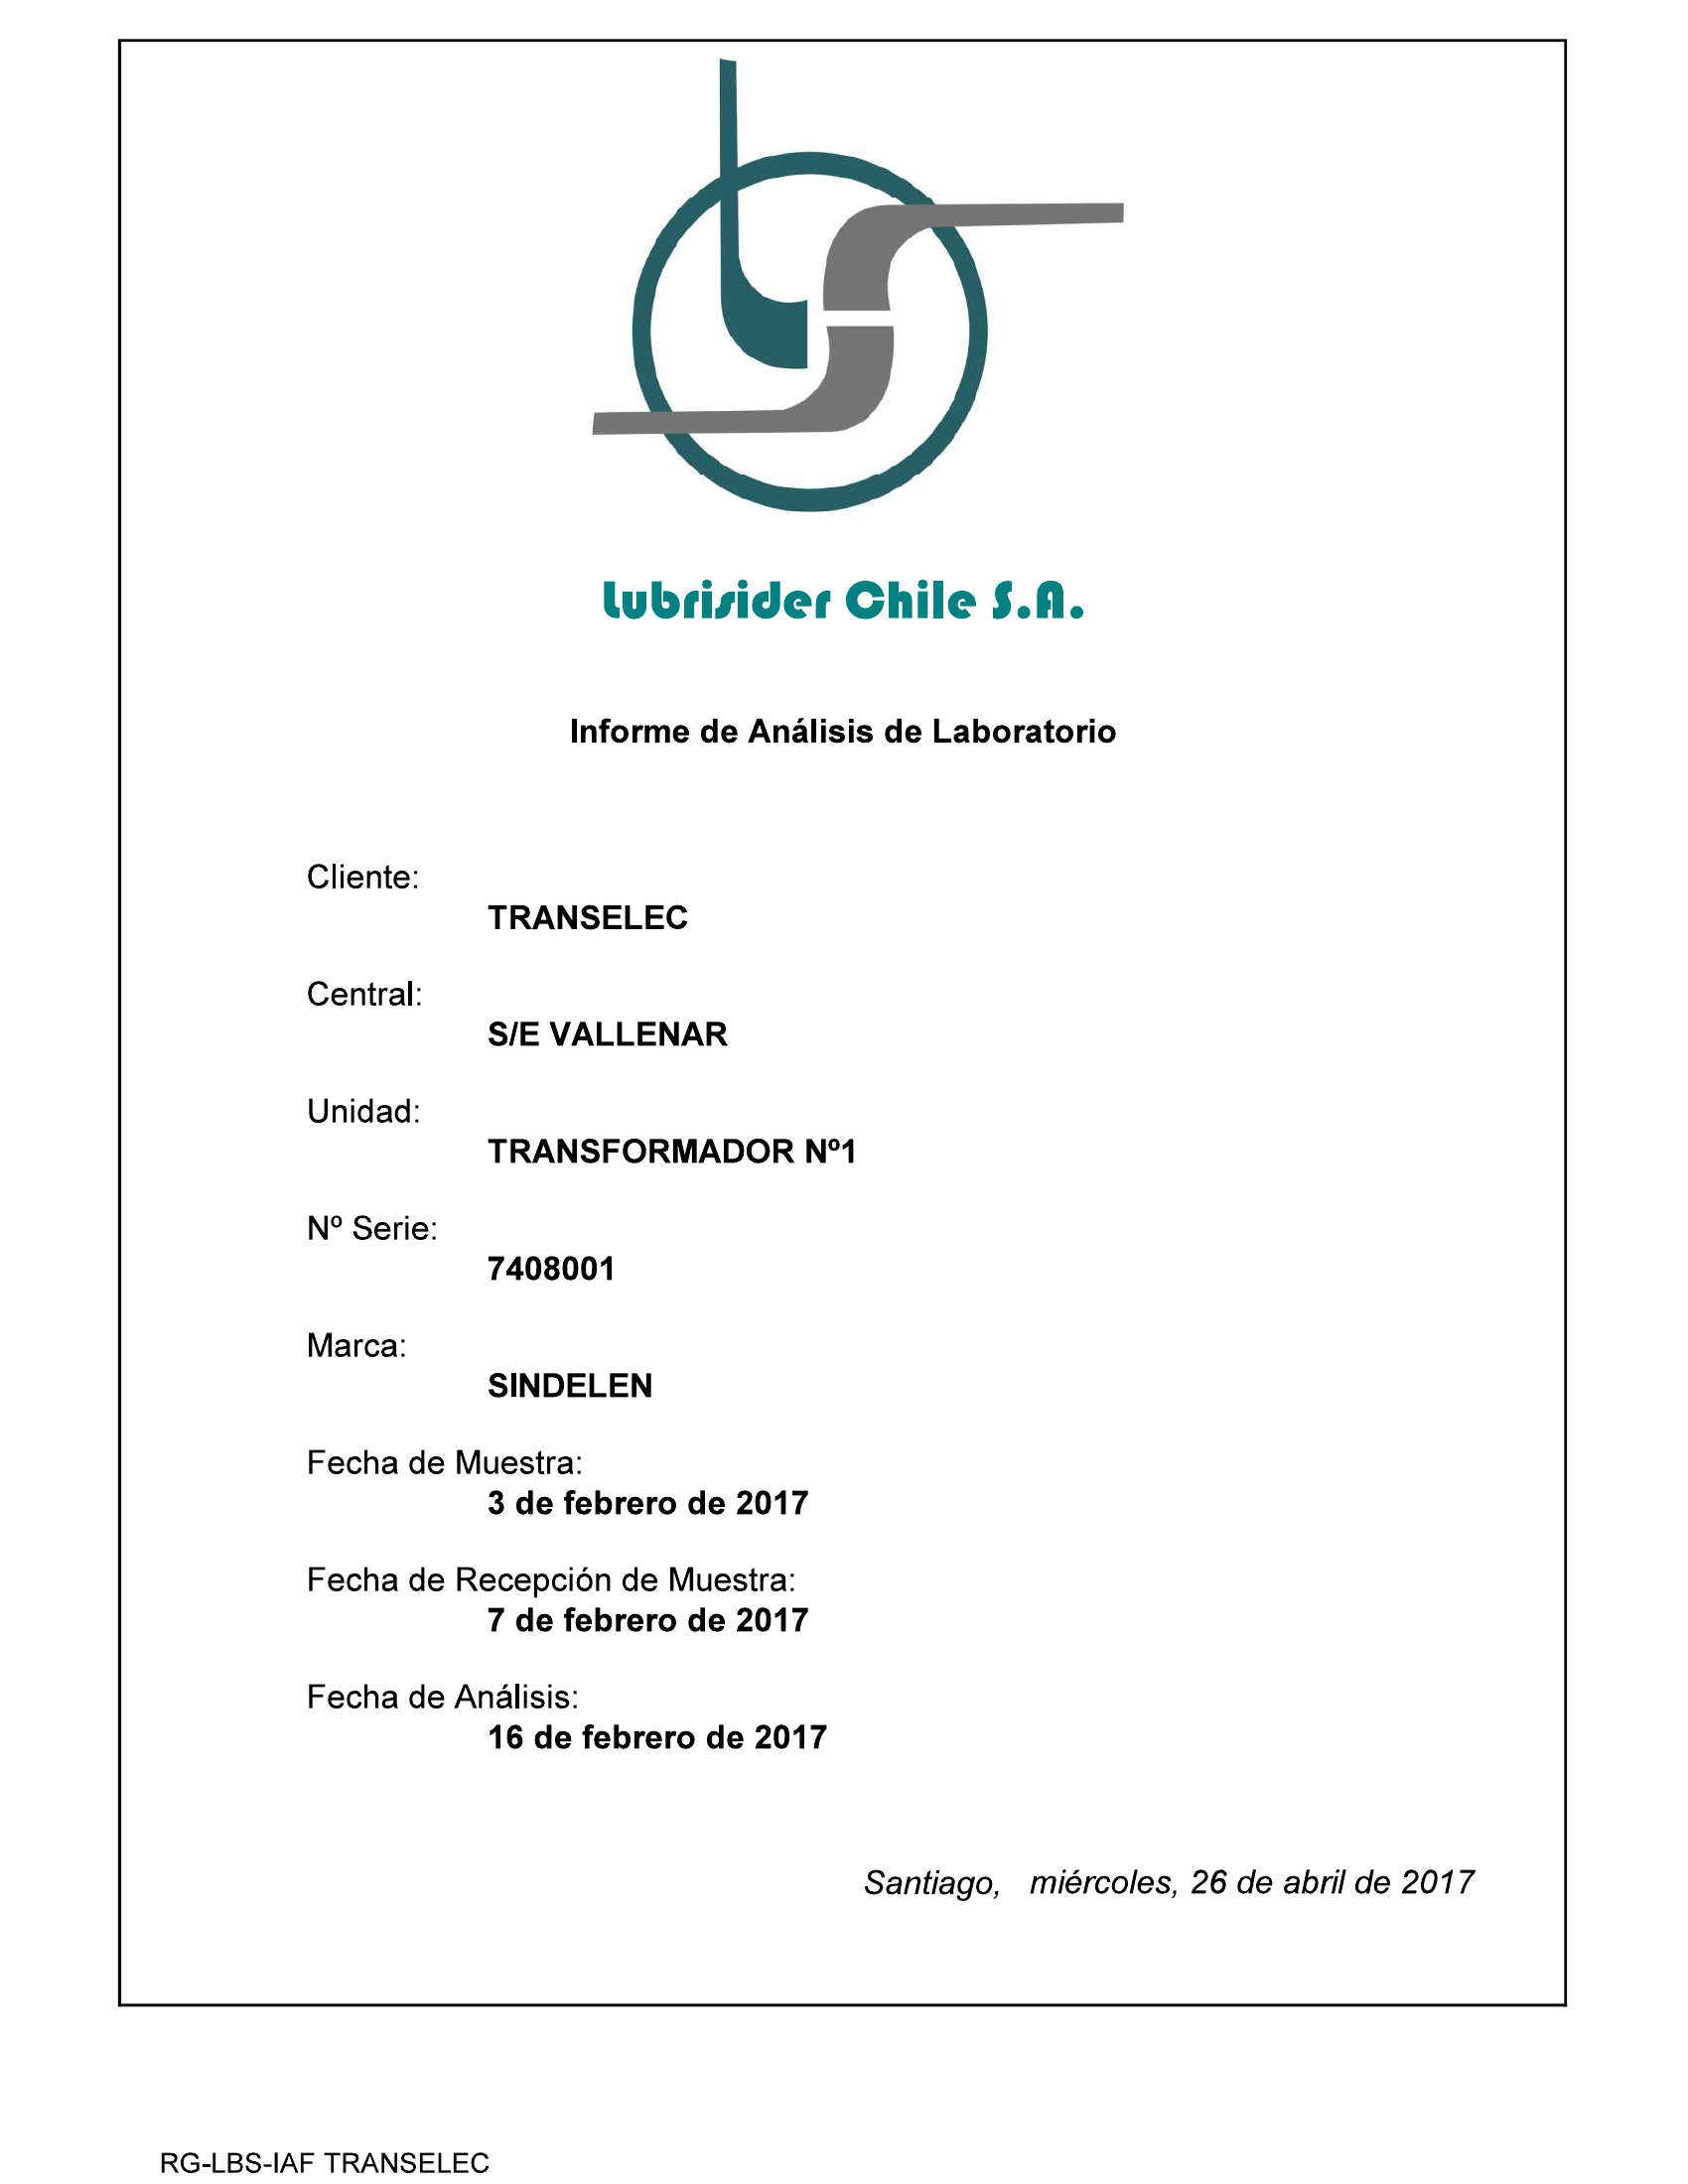 Lubrisider Chile S.A.
Informe de Análisis de Laboratorio
Cliente:
TRANSELEC
Central:
S/E VALLENAR
Unidad:
TRANSFORMADOR Nº1
Nº Serie:
7408001
Marca:
SINDELEN
Fecha de Muestra:
3 de febrero de 2017
Fecha de Recepción de Muestra:
7 de febrero de 2017
Fecha de Análisis:
16 de febrero de 2017
Santiago, miércoles, 26 de abril de 2017
RG-LBS-IAF TRANSELEC